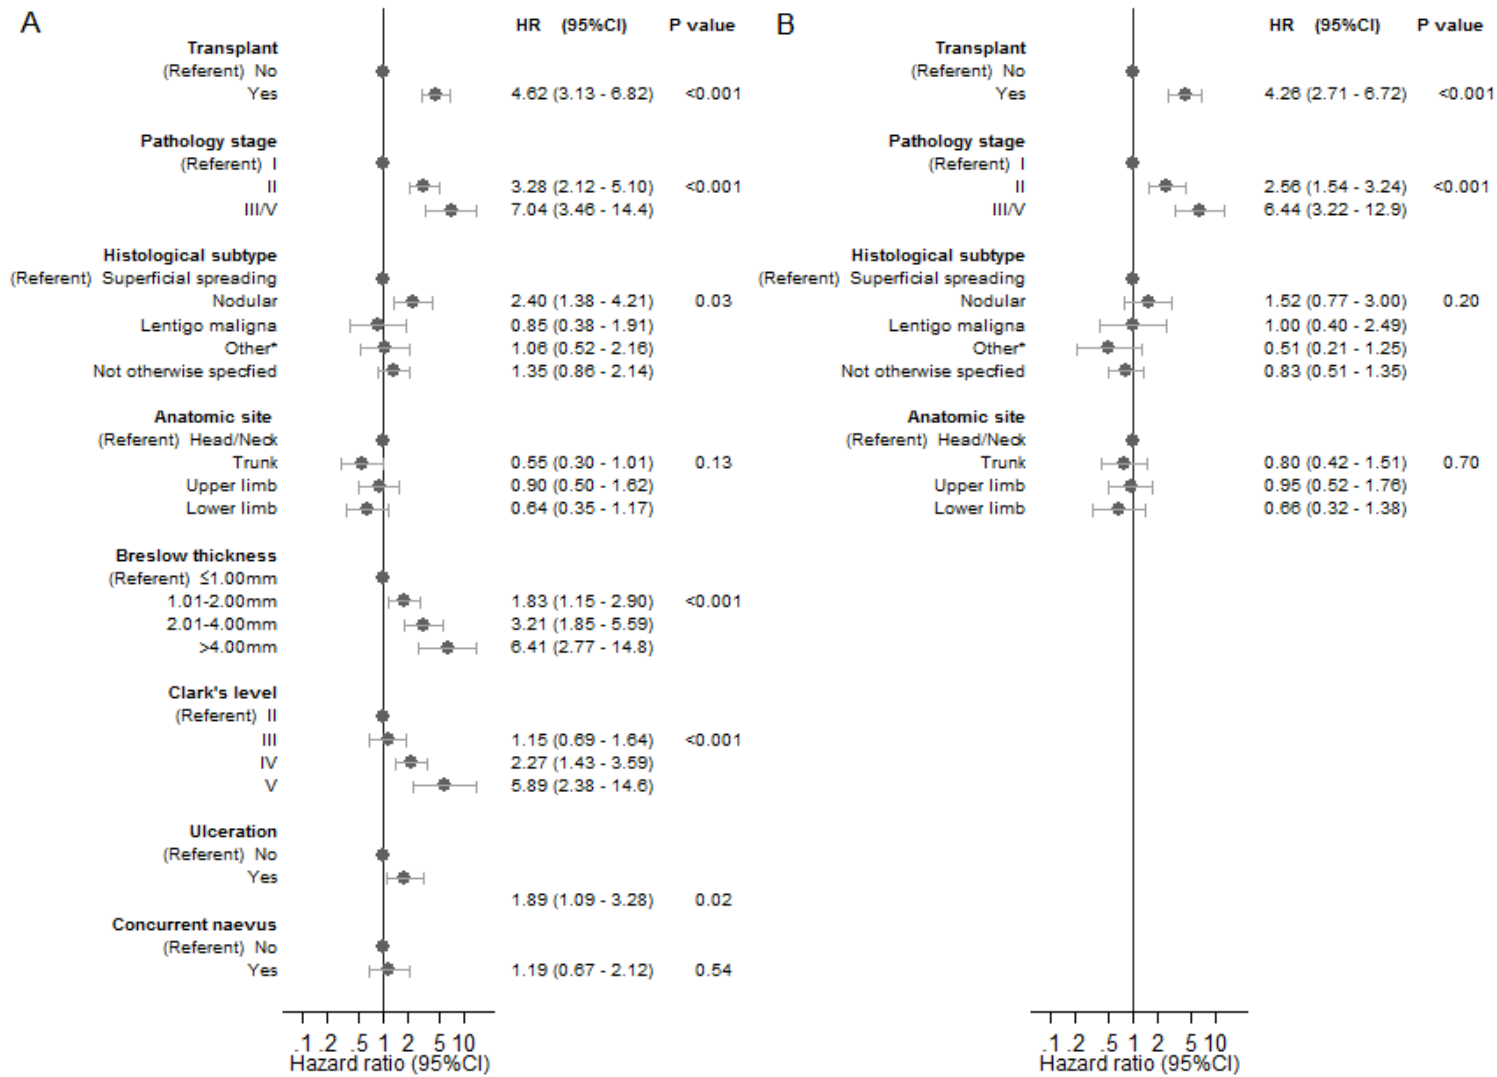 A
HR (95%CI) P value
Transplant
(Referent) No
Yes 4.62 (3.13 - 6.82) <0.001
Pathology stage
(Referent) I
II 3.28 (2.12 - 5.10) <0.001
III/V 7.04 (3.46 - 14.4)
Histological subtype
(Referent) Superficial spreading
Nodular 2.40 (1.38 - 4.21) 0.03
Lentigo maligna 0.85 (0.38 - 1.91)
Other* 1.06 (0.52 - 2.16)
Not otherwise specfied 1.35 (0.86 - 2.14)
Anatomic site
(Referent) Head/Neck
Trunk 0.55 (0.30 - 1.01) 0.13
Upper limb 0.90 (0.50 - 1.62)
Lower limb 0.64 (0.35 - 1.17)
Breslow thickness
(Referent) ≤1.00mm
1.01-2.00mm 1.83 (1.15 - 2.90) <0.001
2.01-4.00mm 3.21 (1.85 - 5.59)
>4.00mm 6.41 (2.77 - 14.8)
Clark's level
(Referent) II
III 1.15 (0.69 - 1.64) <0.001
IV 2.27 (1.43 - 3.59)
V 5.89 (2.38 - 14.6)
Ulceration
(Referent) No
Yes
1.89 (1.09 - 3.28) 0.02
Concurrent naevus
(Referent) No
Yes 1.19 (0.67 - 2.12) 0.54
.1 .2 .5 1 2 5 10
Hazard ratio (95%CI)
B
HR (95%CI) P value
Transplant
(Referent) No
Yes 4.26 (2.71 - 6.72) <0.001
Pathology stage
(Referent) I
II 2.56 (1.54 - 3.24) <0.001
III/V 6.44 (3.22 - 12.9)
Histological subtype
(Referent) Superficial spreading
Nodular 1.52 (0.77 - 3.00) 0.20
Lentigo maligna 1.00 (0.40 - 2.49)
Other* 0.51 (0.21 - 1.25)
Not otherwise specfied 0.83 (0.51 - 1.35)
Anatomic site
(Referent) Head/Neck
Trunk 0.80 (0.42 - 1.51) 0.70
Upper limb 0.95 (0.52 - 1.76)
Lower limb 0.66 (0.32 - 1.38)
.1 .2 .5 1 2 5 10
Hazard ratio (95%CI)